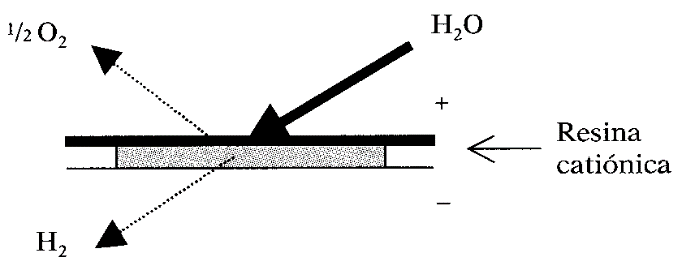 ½ O₂
H₂O
+
Resina
catiónica
−
H₂